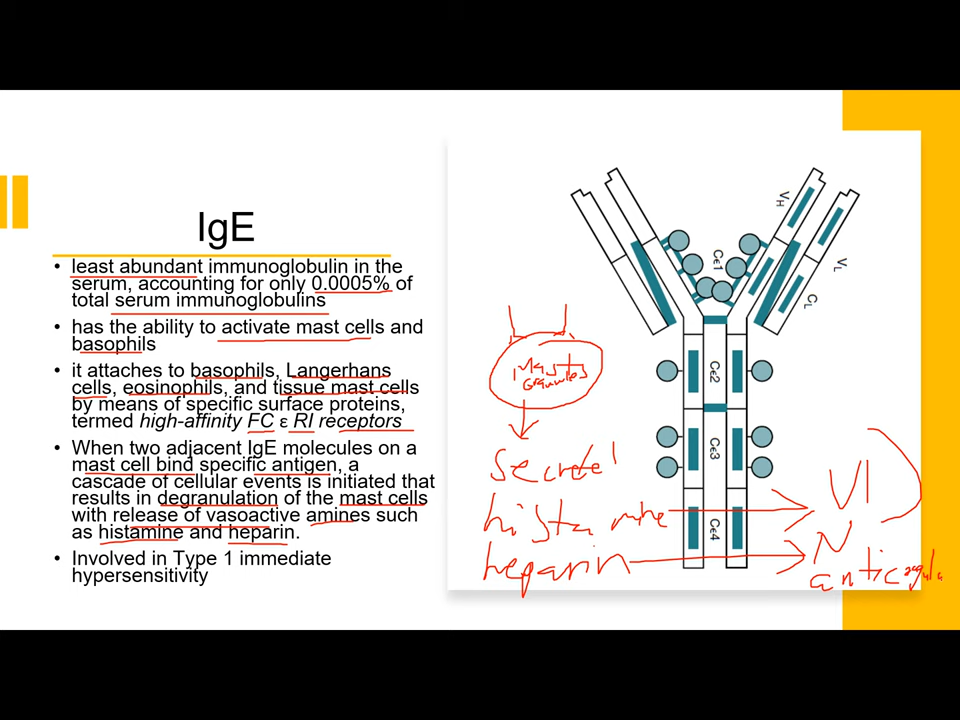 IgE
• least abundant immunoglobulin in the
serum, accounting for only 0.0005% of
total serum immunoglobulins
• has the ability to activate mast cells and
basophils
• it attaches to basophils, Langerhans
cells, eosinophils, and tissue mast cells
by means of specific surface proteins,
termed high-affinity FC ε RI receptors
• When two adjacent IgE molecules on a
mast cell bind specific antigen, a
cascade of cellular events is initiated that
results in degranulation of the mast cells
with release of vasoactive amines such
as histamine and heparin.
• Involved in Type 1 immediate
hypersensitivity
VH
VL
Cε1
CL
Cε2
Cε3
Cε4
Mast
Granules
histamine
heparin